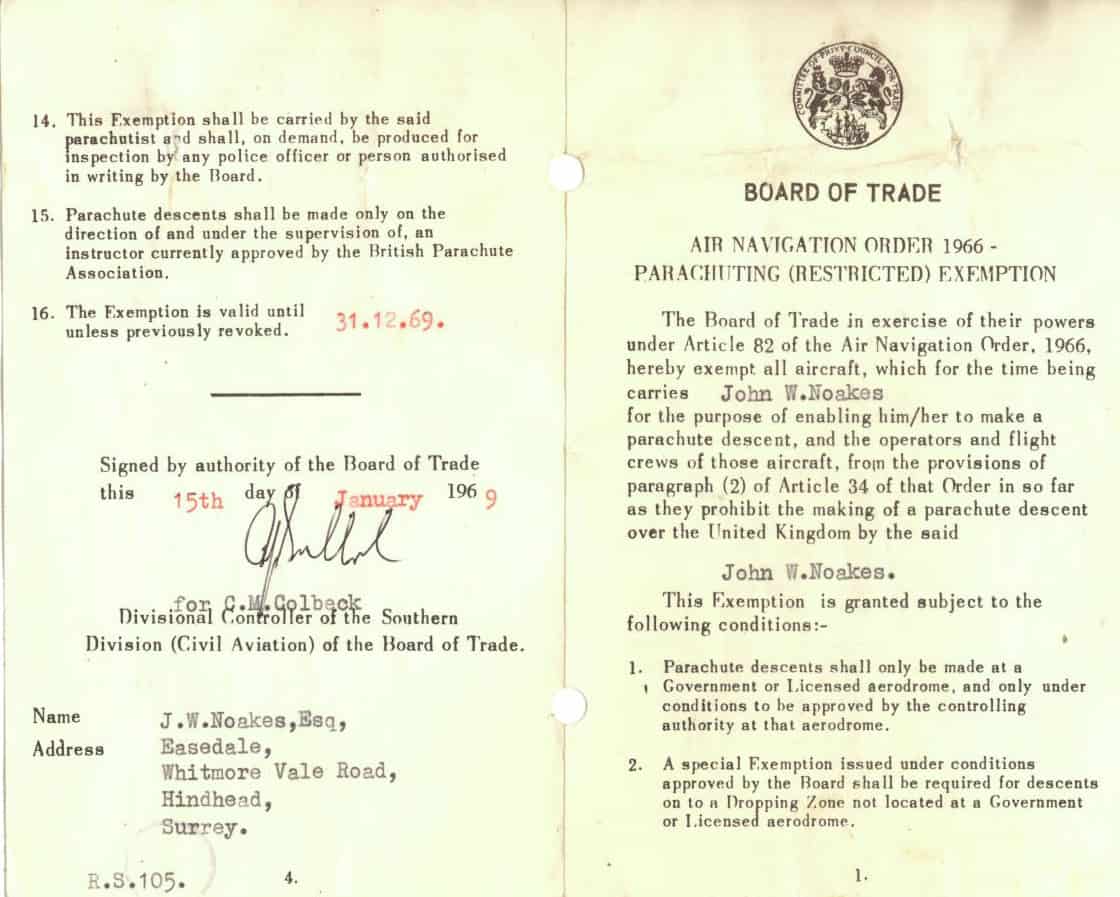 14. This Exemption shall be carried by the said
parachutist and shall, on demand, be produced for
inspection by any police officer or person authorised
in writing by the Board.
15. Parachute descents shall be made only on the
direction of and under the supervision of, an
instructor currently approved by the British Parachute
Association.
16. The Exemption is valid until 31.12.69.
unless previously revoked.
Signed by authority of the Board of Trade
this 15th day of January 1969
for C.M.Colback
Divisional Controller of the Southern
Division (Civil Aviation) of the Board of Trade.
Name J.W.Noakes,Esq,
Address Easedale,
Whitmore Vale Road,
Hindhead,
Surrey.
R.S.105.
4.
COMMITTEE OF PRIVY COUNCIL FOR TRADE
BOARD OF TRADE
AIR NAVIGATION ORDER 1966 -
PARACHUTING (RESTRICTED) EXEMPTION
The Board of Trade in exercise of their powers
under Article 82 of the Air Navigation Order, 1966,
hereby exempt all aircraft, which for the time being
carries John W.Noakes
for the purpose of enabling him/her to make a
parachute descent, and the operators and flight
crews of those aircraft, from the provisions of
paragraph (2) of Article 34 of that Order in so far
as they prohibit the making of a parachute descent
over the United Kingdom by the said
John W.Noakes.
This Exemption is granted subject to the
following conditions:-
1. Parachute descents shall only be made at a
Government or Licensed aerodrome, and only under
conditions to be approved by the controlling
authority at that aerodrome.
2. A special Exemption issued under conditions
approved by the Board shall be required for descents
on to a Dropping Zone not located at a Government
or Licensed aerodrome.
1.